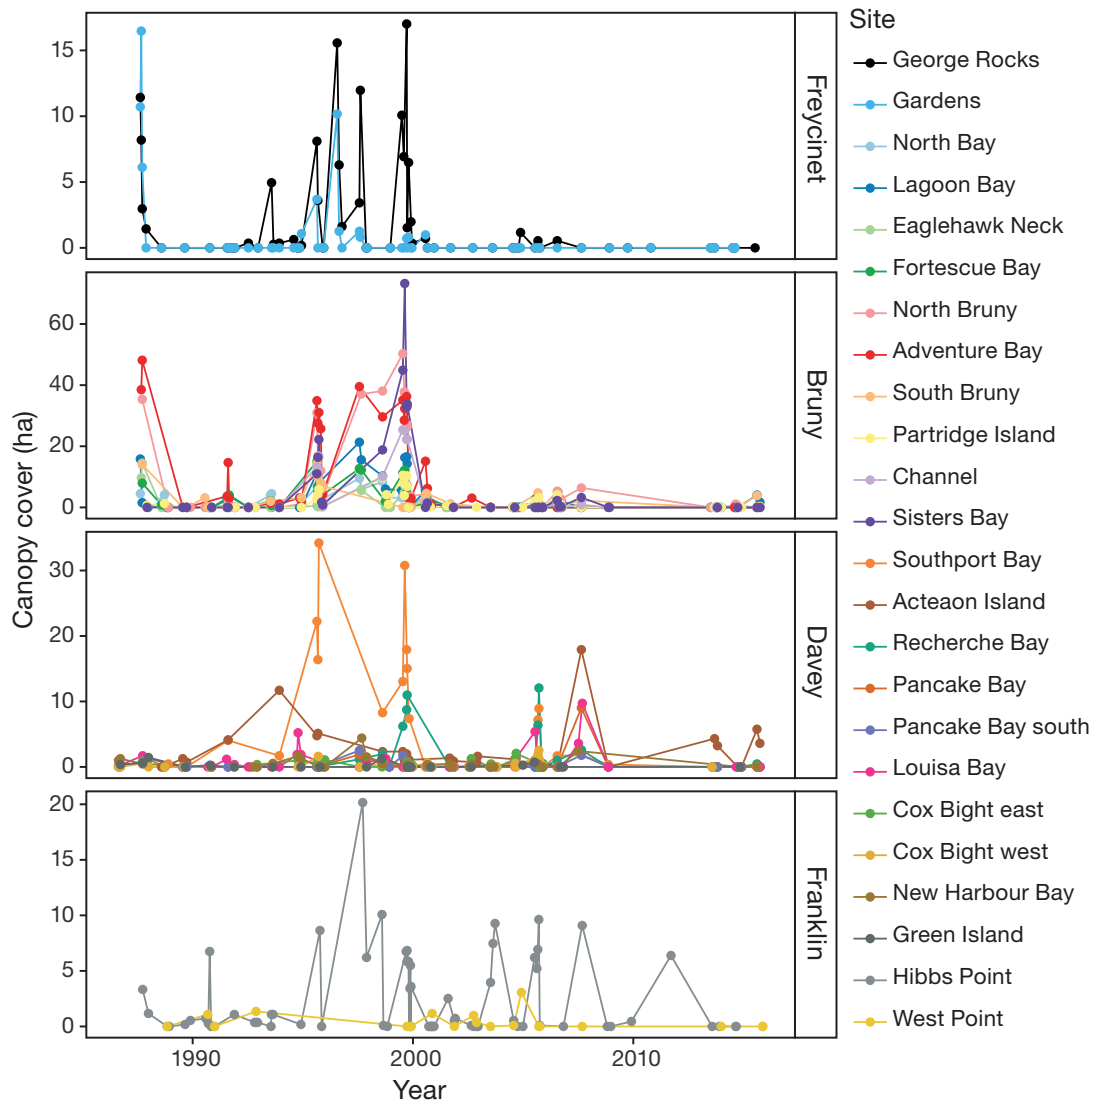 Site
George Rocks
Gardens
North Bay
Lagoon Bay
Eaglehawk Neck
Fortescue Bay
North Bruny
Adventure Bay
South Bruny
Partridge Island
Channel
Sisters Bay
Southport Bay
Acteaon Island
Recherche Bay
Pancake Bay
Pancake Bay south
Louisa Bay
Cox Bight east
Cox Bight west
New Harbour Bay
Green Island
Hibbs Point
West Point
Canopy cover (ha)
15
10
5
0
Freycinet
60
40
20
0
Bruny
30
20
10
0
Davey
20
15
10
5
0
Franklin
1990
2000
2010
Year